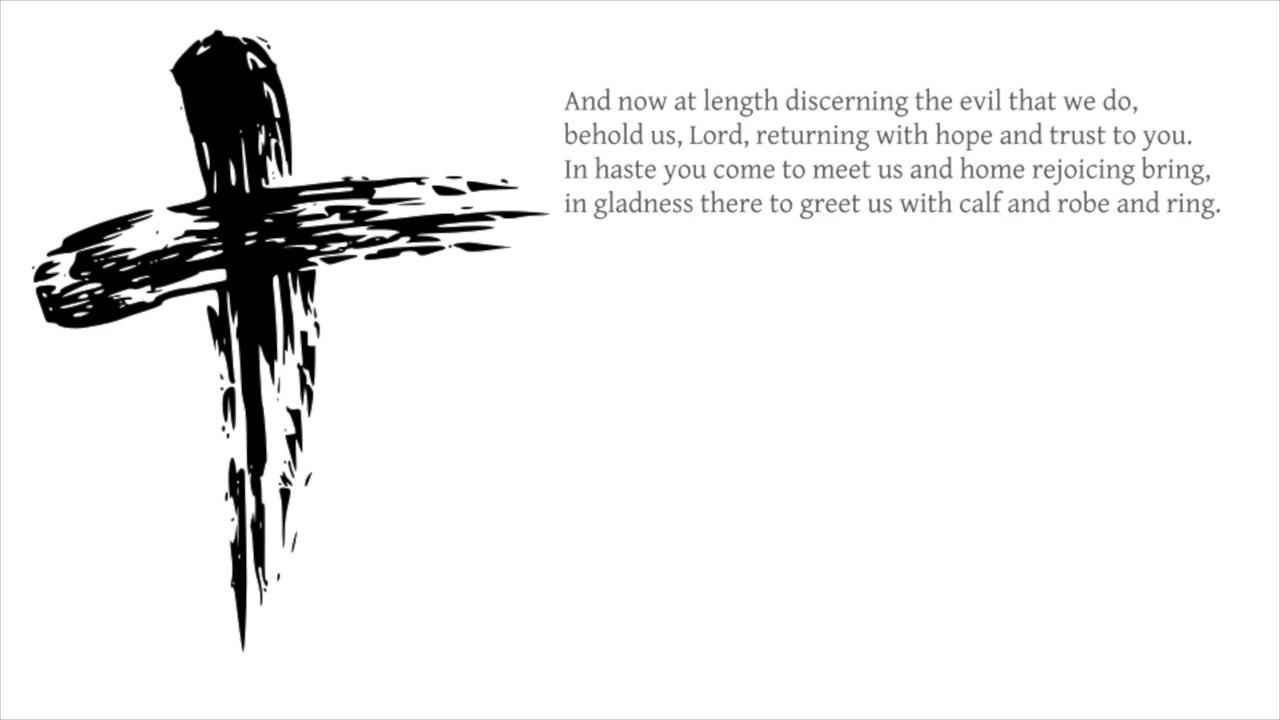 And now at length discerning the evil that we do,
behold us, Lord, returning with hope and trust to you.
In haste you come to meet us and home rejoicing bring,
in gladness there to greet us with calf and robe and ring.